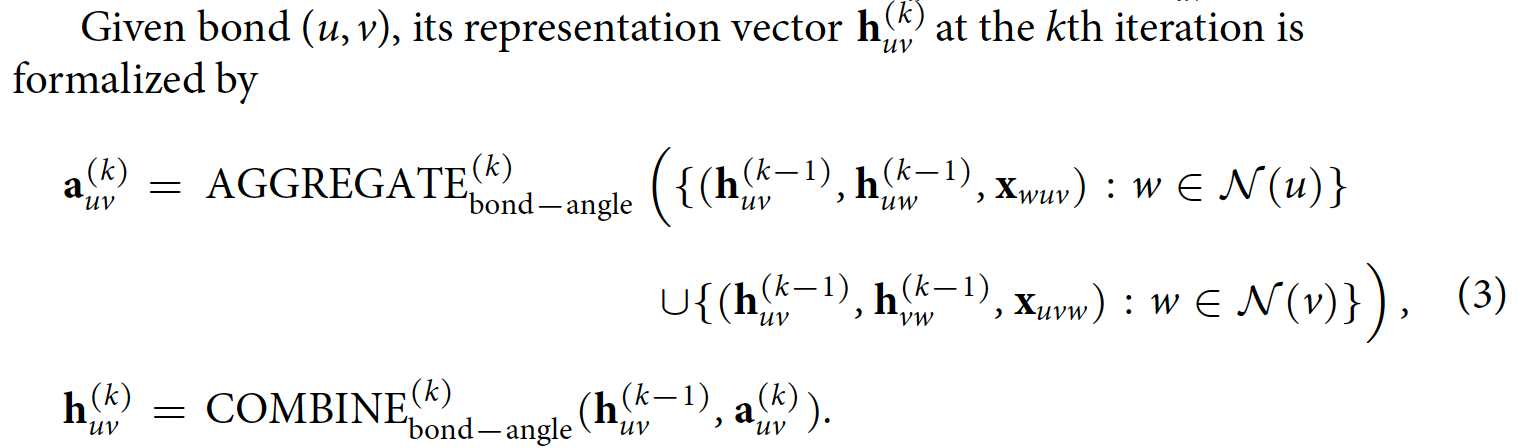 Given bond (u, v), its representation vector h_{uv}^{(k)} at the kth iteration is
formalized by
a_{uv}^{(k)} = AGGREGATE_{bond−angle}^{(k)} ( {(h_{uv}^{(k−1)}, h_{uw}^{(k−1)}, x_{wuv}) : w ∈ 𝒩(u)}
∪{(h_{uv}^{(k−1)}, h_{vw}^{(k−1)}, x_{uvw}) : w ∈ 𝒩(v)} ) , (3)
h_{uv}^{(k)} = COMBINE_{bond−angle}^{(k)}(h_{uv}^{(k−1)}, a_{uv}^{(k)}).